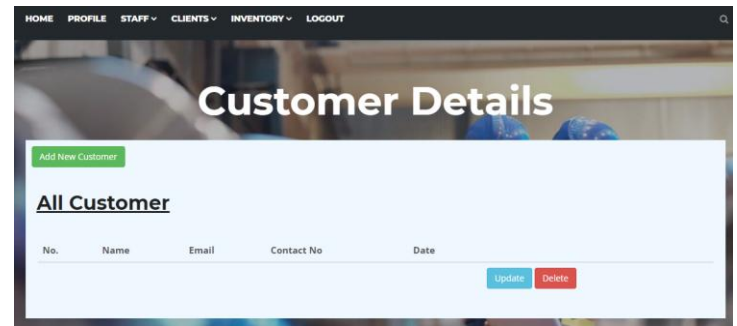 HOME PROFILE STAFF CLIENTS INVENTORY LOGOUT
Customer Details
Add New Customer
All Customer
No. Name Email Contact No Date
Update Delete